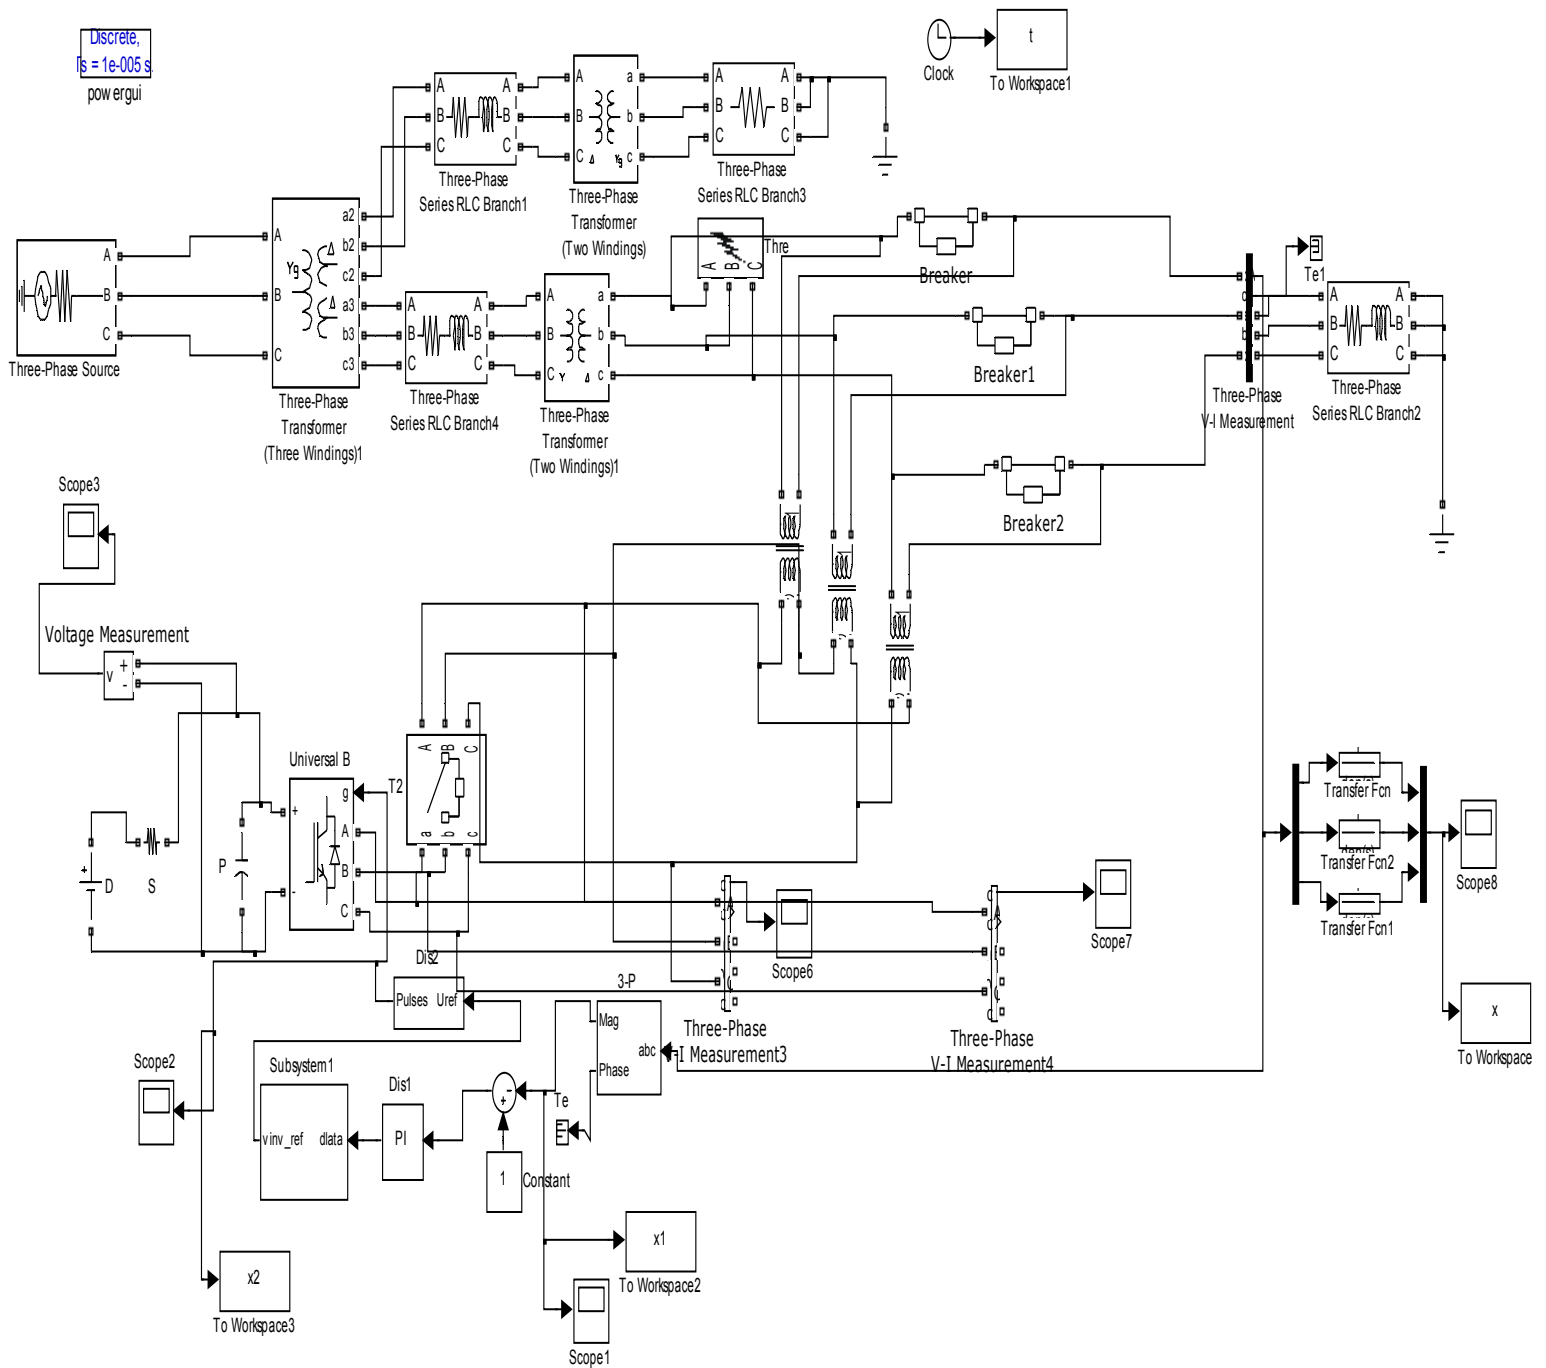 Discrete,
s = 1e-005 s
powergui
Clock
t
To Workspace1
A A
B B
C C
Three-Phase
Series RLC Branch1
A a
B b
C c
Δ Yg
Three-Phase
Transformer
(Two Windings)
A A
B B
C C
Three-Phase
Series RLC Branch3
A
B
C
Three-Phase Source
A
B
C
Yg
Δ
Δ
a2
b2
c2
a3
b3
c3
Three-Phase
Transformer
(Three Windings)1
A A
B B
C C
Three-Phase
Series RLC Branch4
A a
B b
C c
Y Δ
Three-Phase
Transformer
(Two Windings)1
A B C
Thre
Breaker
Breaker1
Breaker2
Te1
Three-Phase
V-I Measurement
A A
B B
C C
Three-Phase
Series RLC Branch2
Scope3
Voltage Measurement
v
+
-
Universal B
g
+
A
B
-
C
T2
A B C
a b c
+
D
S
P
Transfer Fcn
Transfer Fcn2
Transfer Fcn1
Scope8
x
To Workspace
Scope7
Scope6
3-P
Dis2
Pulses Uref
Three-Phase
-I Measurement3
Three-Phase
V-I Measurement4
Mag
abc
Phase
Te
Scope2
Subsystem1
vinv_ref dlata
Dis1
PI
-
+
1
Constant
x1
To Workspace2
x2
To Workspace3
Scope1